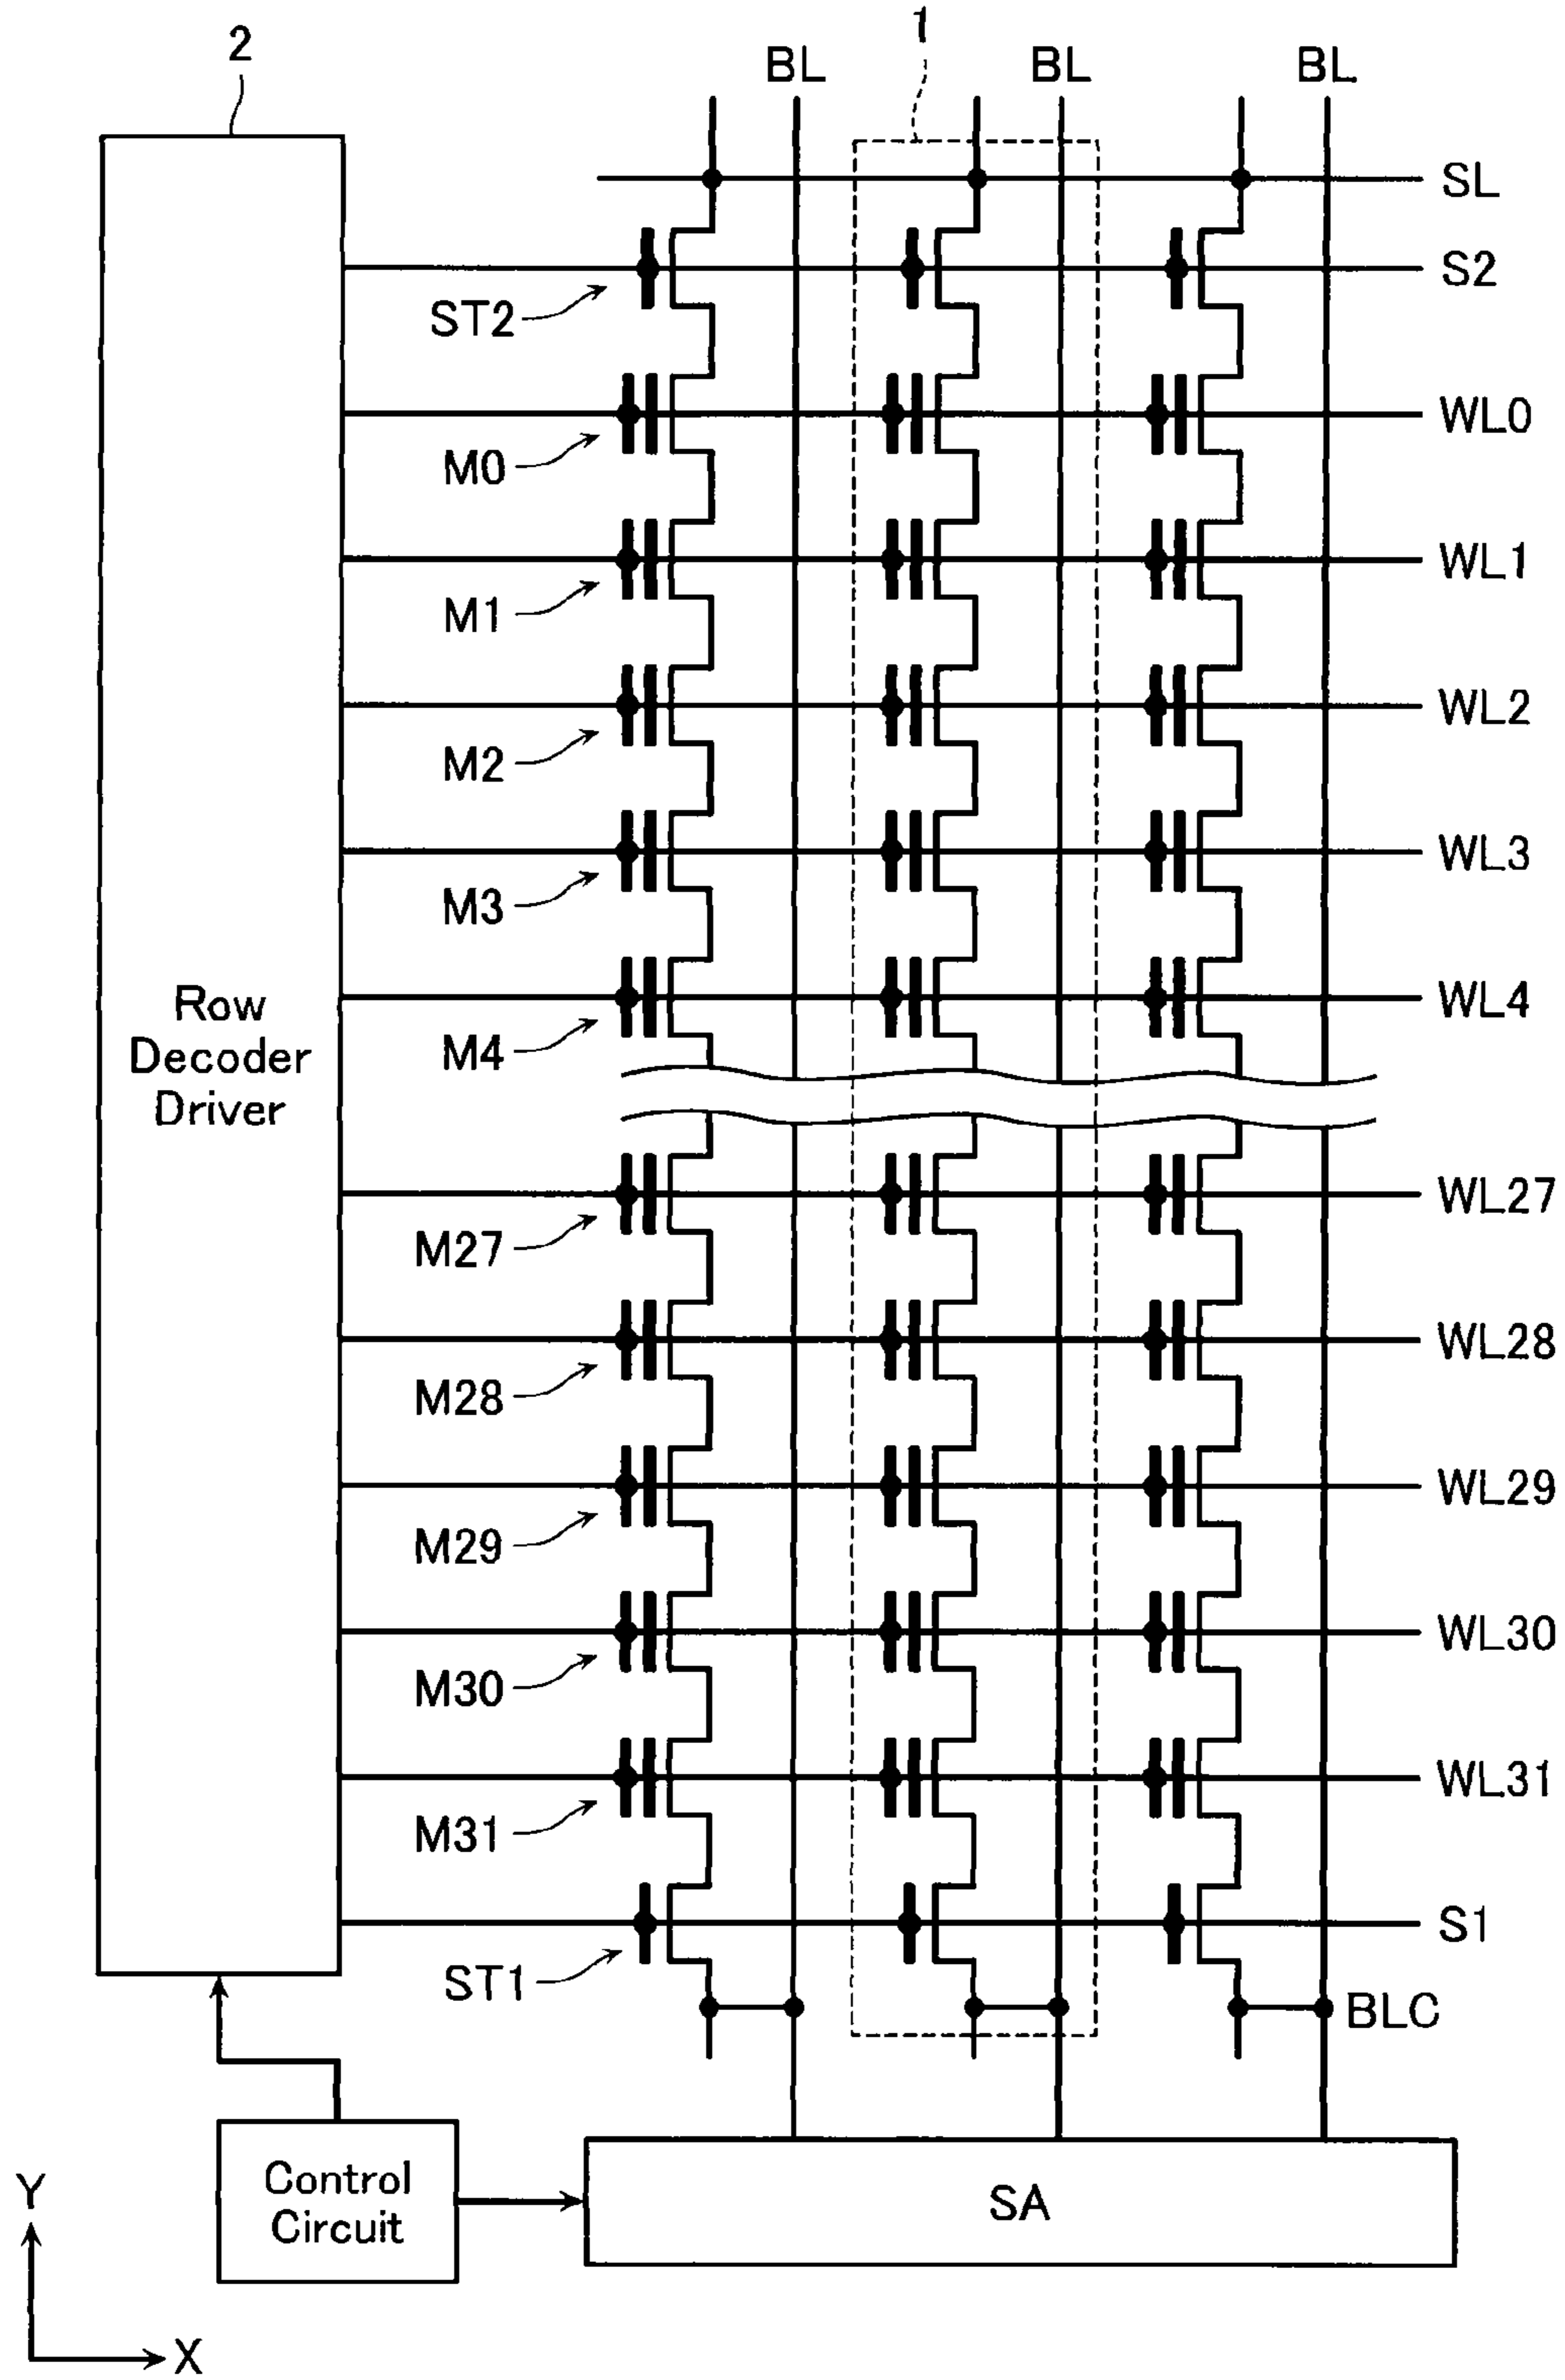 2
1
BL
BL
BL
SL
S2
ST2
WL0
M0
WL1
M1
WL2
M2
WL3
M3
WL4
M4
Row
Decoder
Driver
WL27
M27
WL28
M28
WL29
M29
WL30
M30
WL31
M31
S1
ST1
BLC
Control
Circuit
SA
Y
X